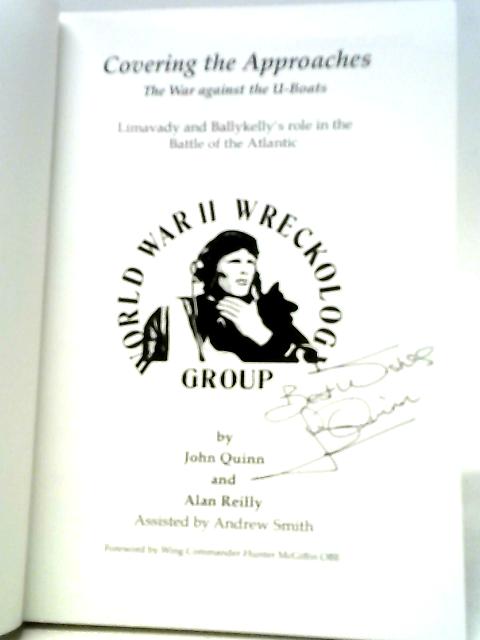 Covering the Approaches
The War against the U-Boats
Limavady and Ballykelly's role in the
Battle of the Atlantic
WORLD WAR II WRECKOLOGY
GROUP
Best Wishes
Quinn
by
John Quinn
and
Alan Reilly
Assisted by Andrew Smith
Foreword by Wing Commander Hunter McGiffin OBE